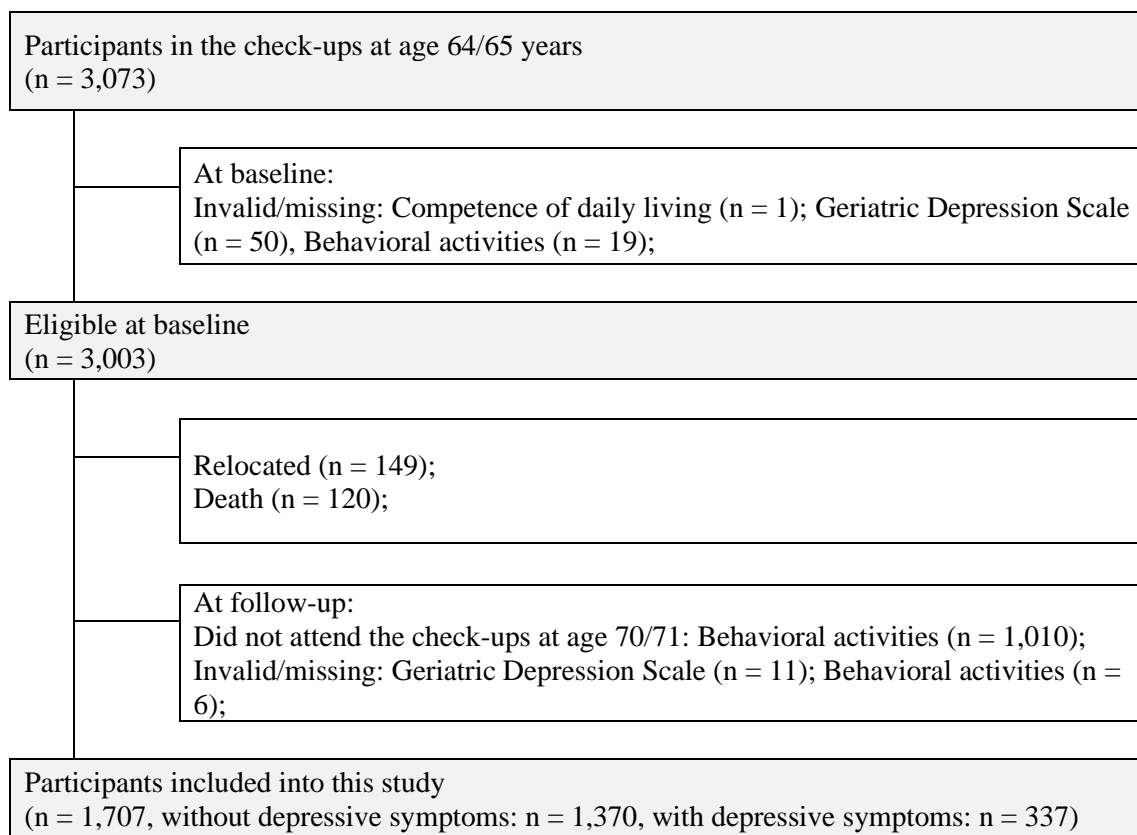 Participants in the check-ups at age 64/65 years
(n = 3,073)
At baseline:
Invalid/missing: Competence of daily living (n = 1); Geriatric Depression Scale
(n = 50), Behavioral activities (n = 19);
Eligible at baseline
(n = 3,003)
Relocated (n = 149);
Death (n = 120);
At follow-up:
Did not attend the check-ups at age 70/71: Behavioral activities (n = 1,010);
Invalid/missing: Geriatric Depression Scale (n = 11); Behavioral activities (n =
6);
Participants included into this study
(n = 1,707, without depressive symptoms: n = 1,370, with depressive symptoms: n = 337)